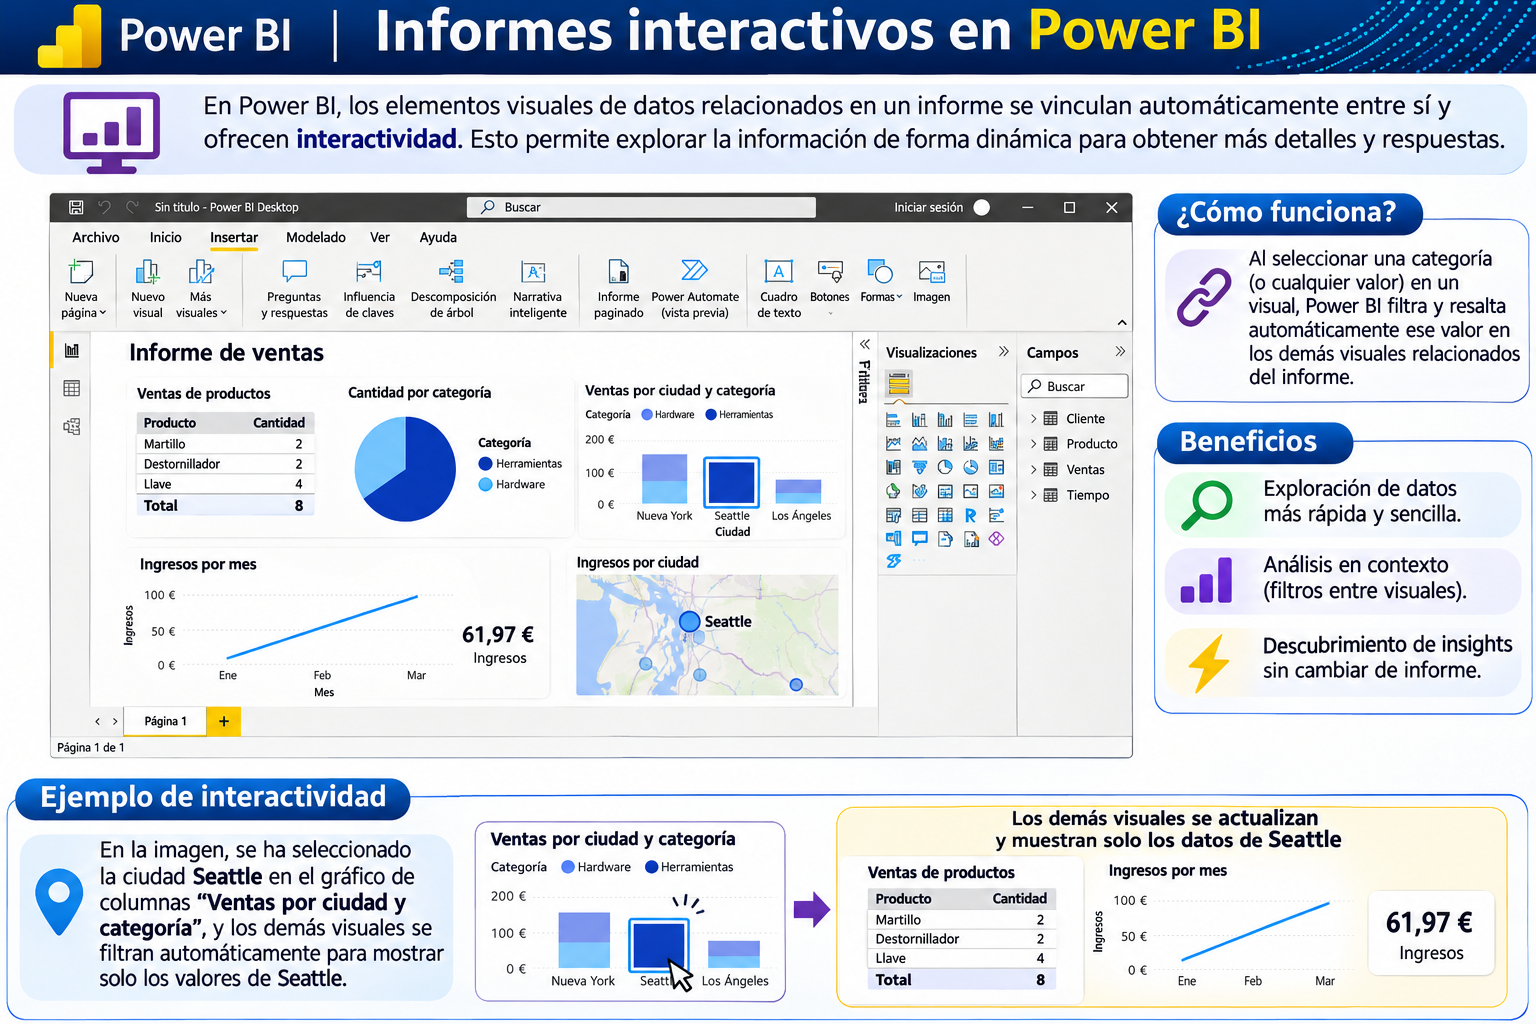 Power BI | Informes interactivos en Power BI
En Power BI, los elementos visuales de datos relacionados en un informe se vinculan automáticamente entre sí y
ofrecen interactividad. Esto permite explorar la información de forma dinámica para obtener más detalles y respuestas.
Sin titulo - Power BI Desktop
Buscar
Iniciar sesión
Archivo Inicio Insertar Modelado Ver Ayuda
Nueva página
Nuevo visual
Más visuales
Preguntas y respuestas
Influencia de claves
Descomposición de árbol
Narrativa inteligente
Informe paginado
Power Automate (vista previa)
Cuadro de texto
Botones
Formas
Imagen
Informe de ventas
Ventas de productos
Producto Cantidad
Martillo 2
Destornillador 2
Llave 4
Total 8
Cantidad por categoría
Categoría
Herramientas
Hardware
Ventas por ciudad y categoría
Categoría Hardware Herramientas
200 €
100 €
0 €
Nueva York Seattle Los Ángeles
Ciudad
Ingresos por mes
Ingresos
100 €
50 €
0 €
Ene Feb Mar
Mes
61,97 €
Ingresos
Ingresos por ciudad
Seattle
Visualizaciones
Campos
Buscar
Cliente
Producto
Ventas
Tiempo
R
Página 1 +
Página 1 de 1
¿Cómo funciona?
Al seleccionar una categoría
(o cualquier valor) en un
visual, Power BI filtra y resalta
automáticamente ese valor en
los demás visuales relacionados
del informe.
Beneficios
Exploración de datos
más rápida y sencilla.
Análisis en contexto
(filtros entre visuales).
Descubrimiento de insights
sin cambiar de informe.
Ejemplo de interactividad
En la imagen, se ha seleccionado
la ciudad Seattle en el gráfico de
columnas “Ventas por ciudad y
categoría”, y los demás visuales se
filtran automáticamente para mostrar
solo los valores de Seattle.
Ventas por ciudad y categoría
Categoría Hardware Herramientas
200 €
100 €
0 €
Nueva York Seattl Los Ángeles
Los demás visuales se actualizan
y muestran solo los datos de Seattle
Ventas de productos
Producto Cantidad
Martillo 2
Destornillador 2
Llave 4
Total 8
Ingresos por mes
Ingresos
100 €
50 €
0 €
Ene Feb Mar
61,97 €
Ingresos